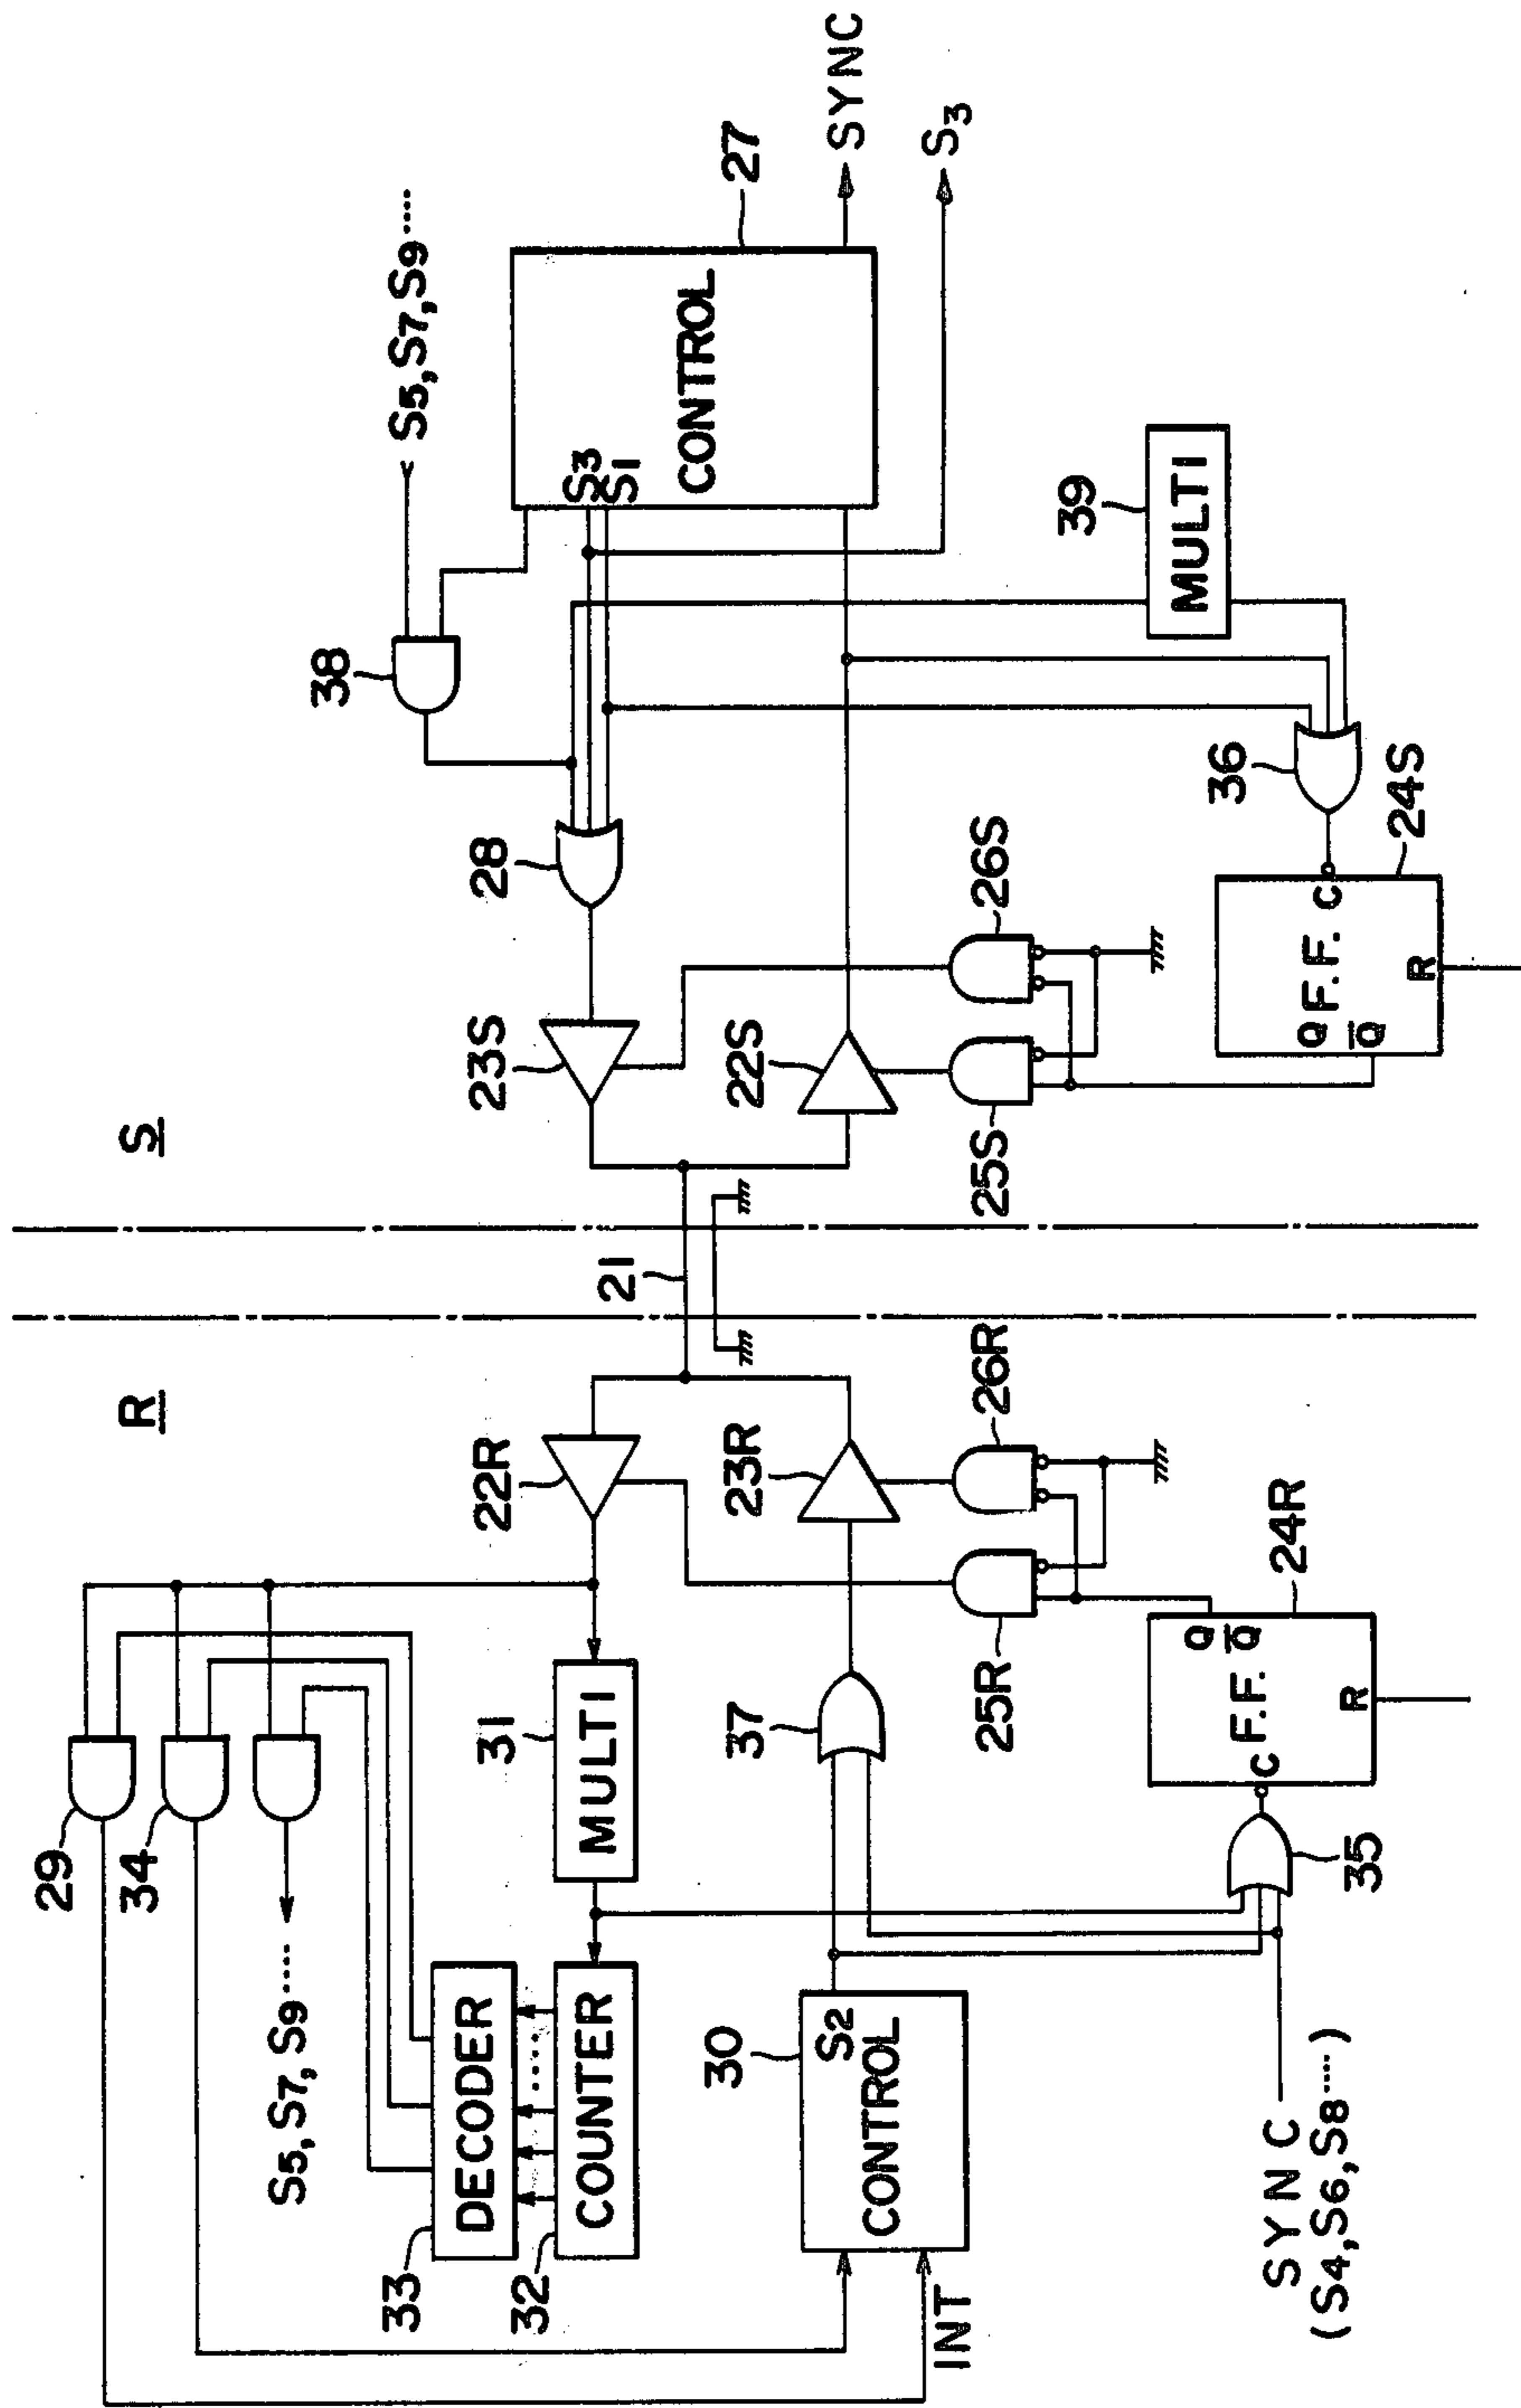 S
R
S5, S7, S9 ····
38
S3
S1
CONTROL
27
SYNC
S3
28
23S
22S
26S
25S
39
MULTI
36
24S
Q
Q̅
F.F.
C
R
21
22R
23R
26R
25R
24R
Q
Q̅
F.F.
C
R
29
34
S5, S7, S9 ····
31
MULTI
37
35
33
DECODER
32
COUNTER
30
S2
CONTROL
INT
SYNC
(S4, S6, S8 ····)